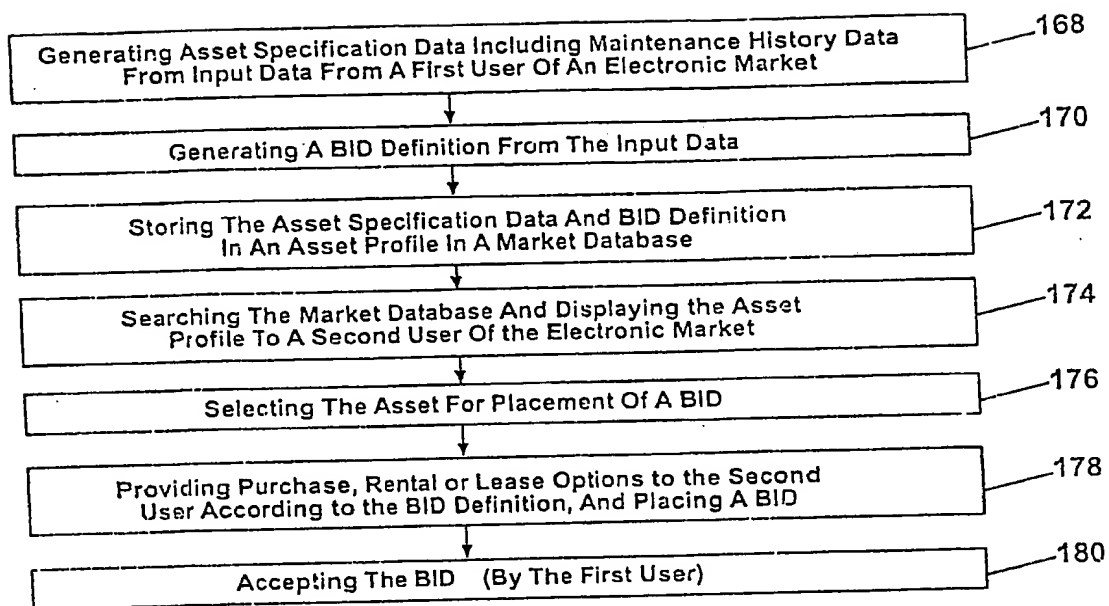 Generating Asset Specification Data Including Maintenance History Data
From Input Data From A First User Of An Electronic Market
168
Generating A BID Definition From The Input Data
170
Storing The Asset Specification Data And BID Definition
In An Asset Profile In A Market Database
172
Searching The Market Database And Displaying the Asset
Profile To A Second User Of the Electronic Market
174
Selecting The Asset For Placement Of A BID
176
Providing Purchase, Rental or Lease Options to the Second
User According to the BID Definition, And Placing A BID
178
Accepting The BID (By The First User)
180